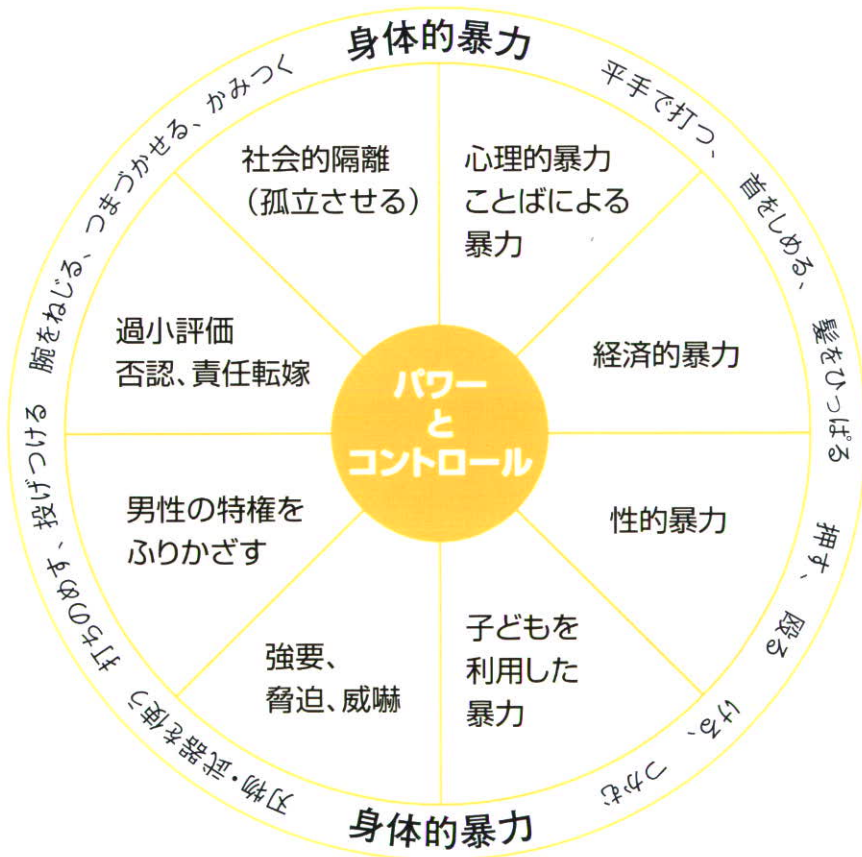 身体的暴力
平手で打つ、 首をしめる、 髪をひっぱる
押す、 殴る
ける、 つかむ
身体的暴力
刃物・武器を使う 打ちのめす、投げつける 腕をねじる、つまづかせる、かみつく
社会的隔離
(孤立させる)
心理的暴力
ことばによる
暴力
経済的暴力
性的暴力
子どもを
利用した
暴力
強要、
脅迫、威嚇
男性の特権を
ふりかざす
過小評価
否認、責任転嫁
パワー
と
コントロール